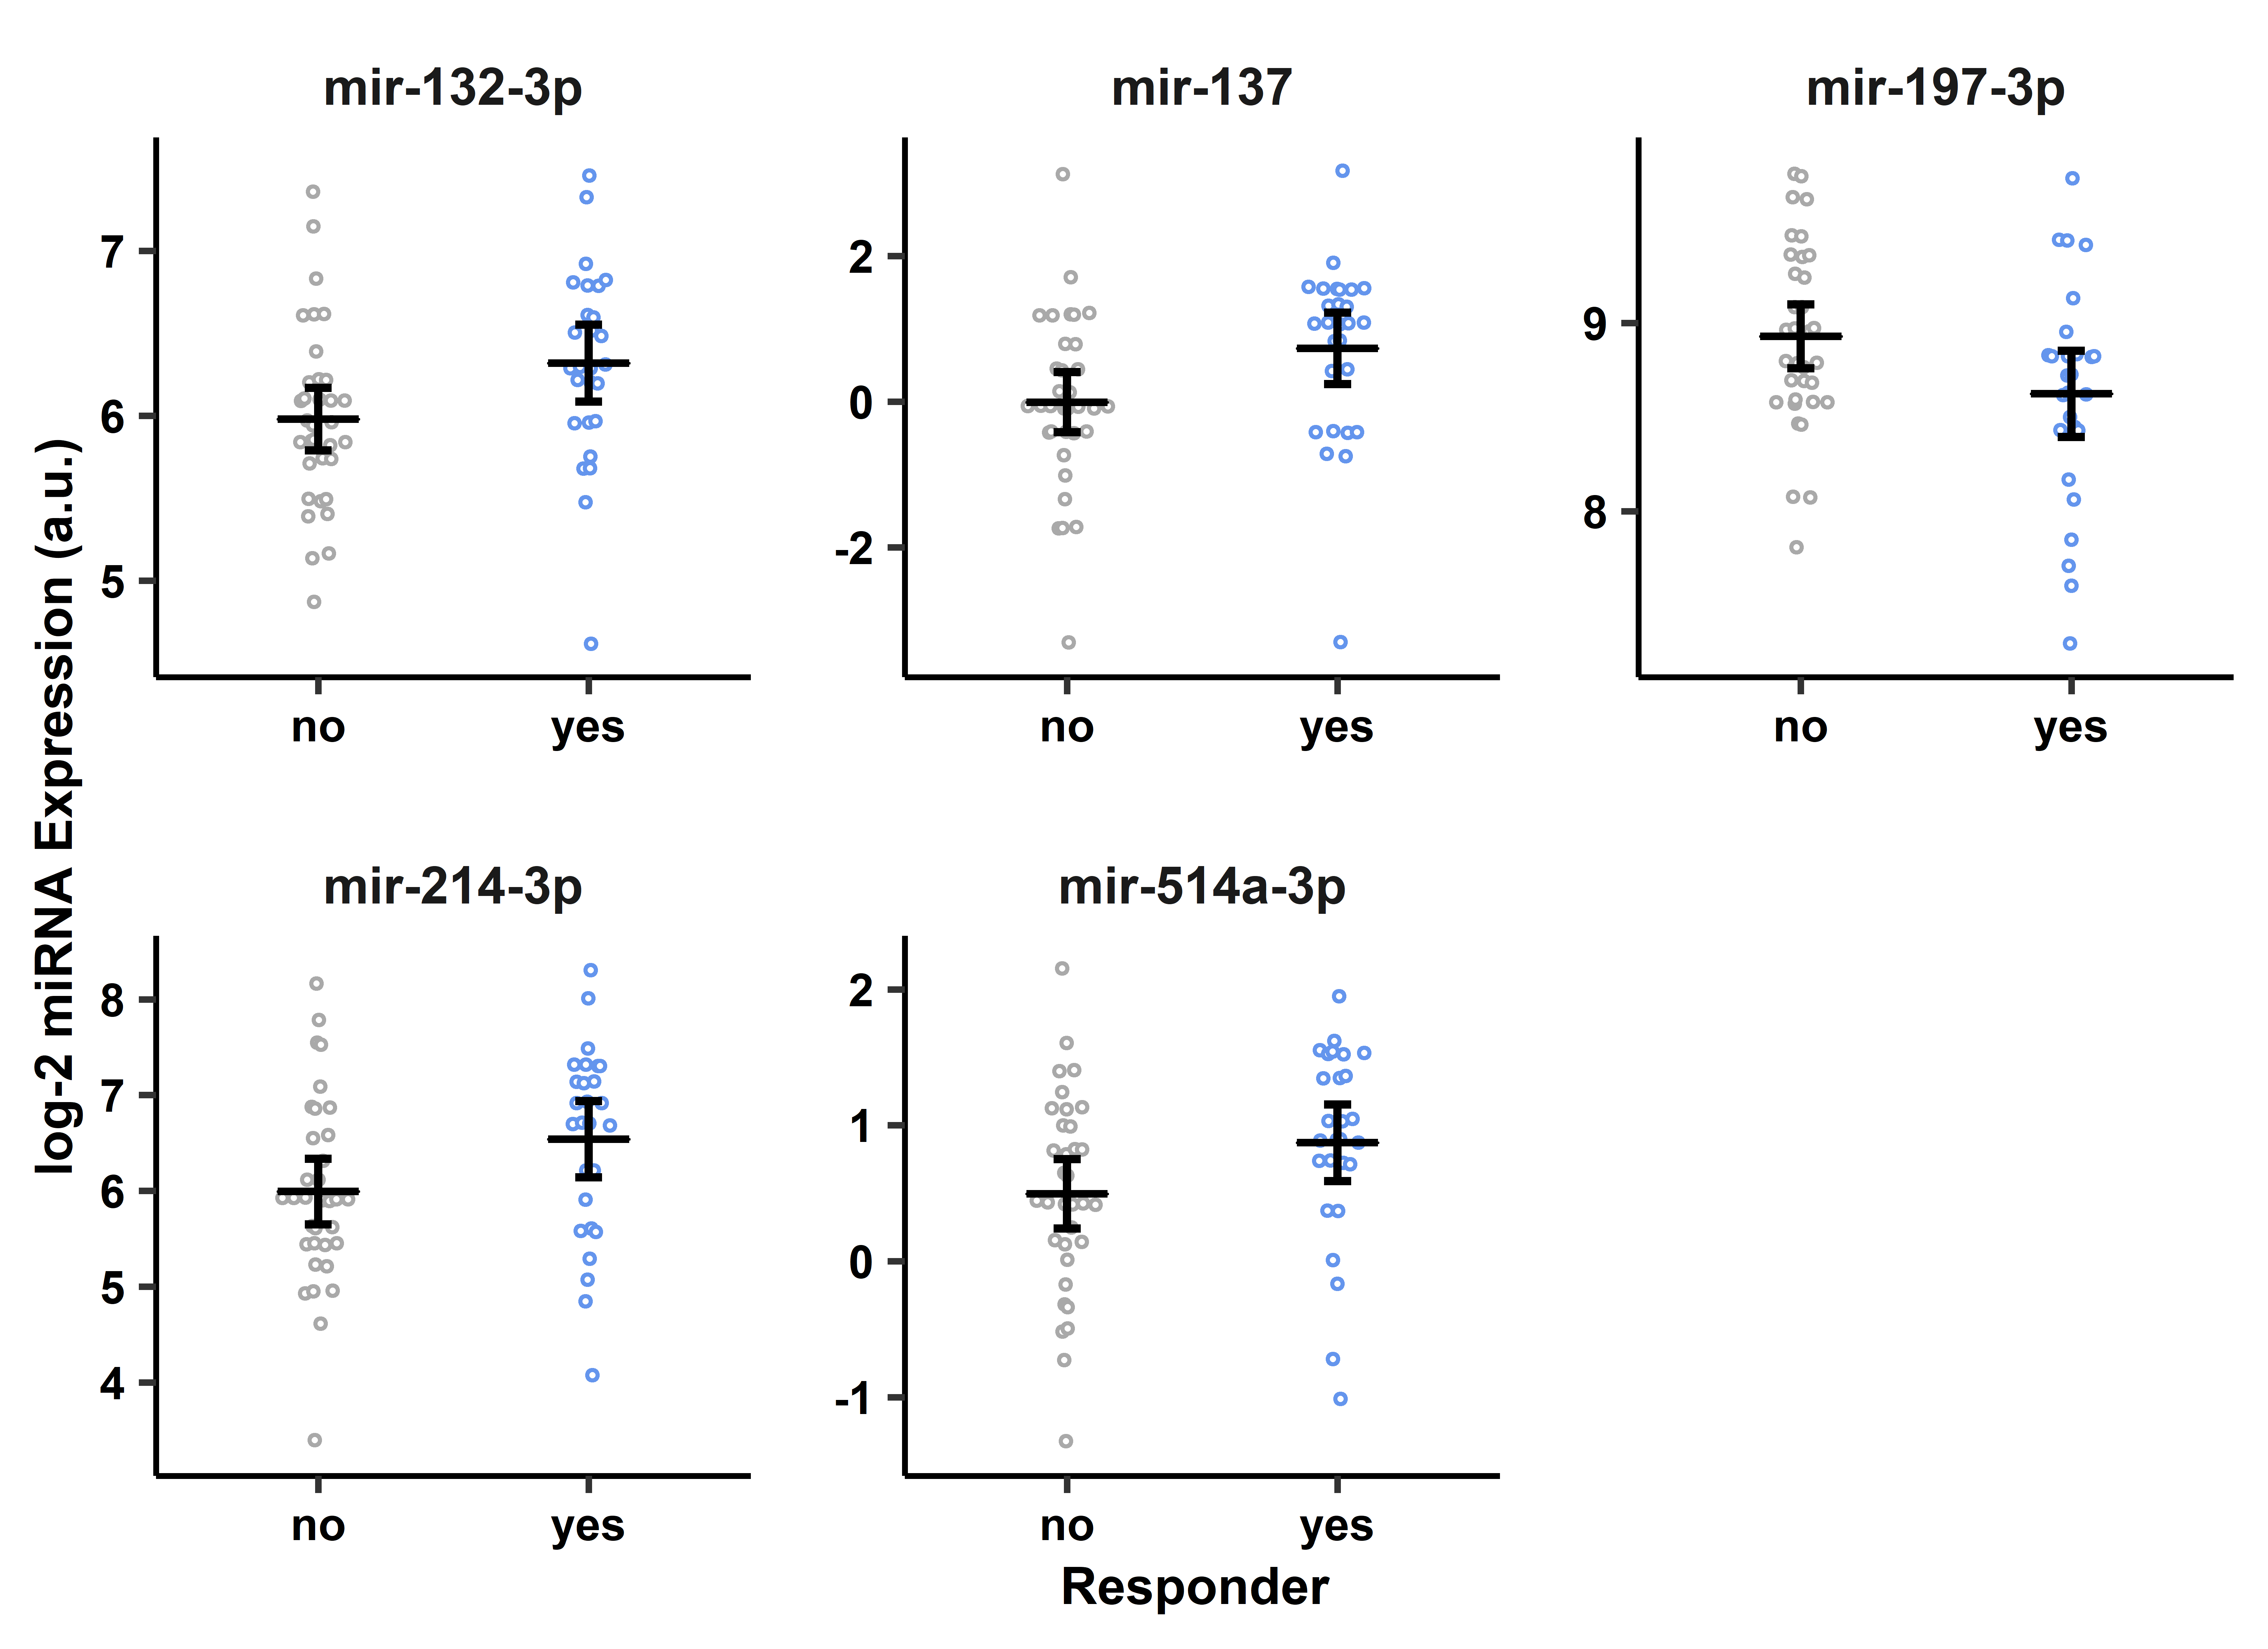 mir-132-3p
7
6
5
no yes
mir-137
2
0
-2
no yes
mir-197-3p
9
8
no yes
log-2 miRNA Expression (a.u.)
mir-214-3p
8
7
6
5
4
no yes
mir-514a-3p
2
1
0
-1
no yes
Responder